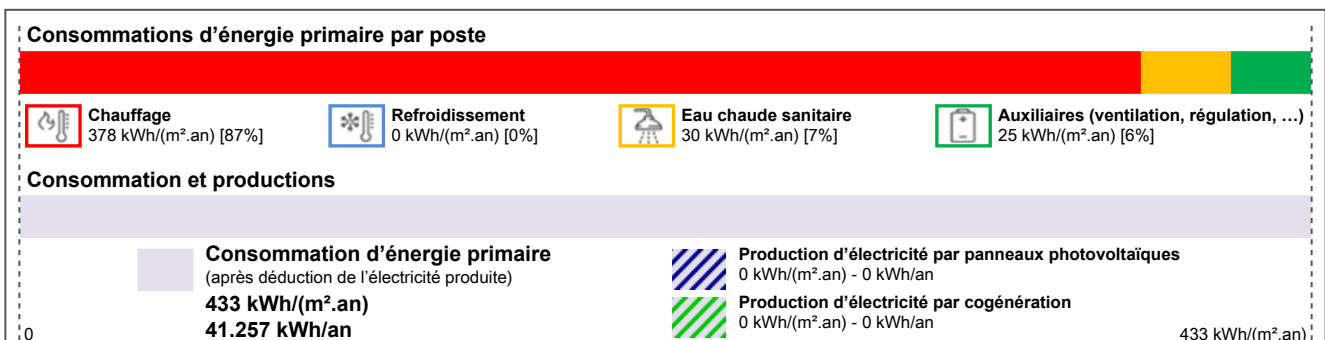 Consommations d’énergie primaire par poste
Chauffage
378 kWh/(m².an) [87%]
Refroidissement
0 kWh/(m².an) [0%]
Eau chaude sanitaire
30 kWh/(m².an) [7%]
Auxiliaires (ventilation, régulation, …)
25 kWh/(m².an) [6%]
Consommation et productions
Consommation d’énergie primaire
(après déduction de l’électricité produite)
433 kWh/(m².an)
41.257 kWh/an
Production d’électricité par panneaux photovoltaïques
0 kWh/(m².an) - 0 kWh/an
Production d’électricité par cogénération
0 kWh/(m².an) - 0 kWh/an
0
433 kWh/(m².an)